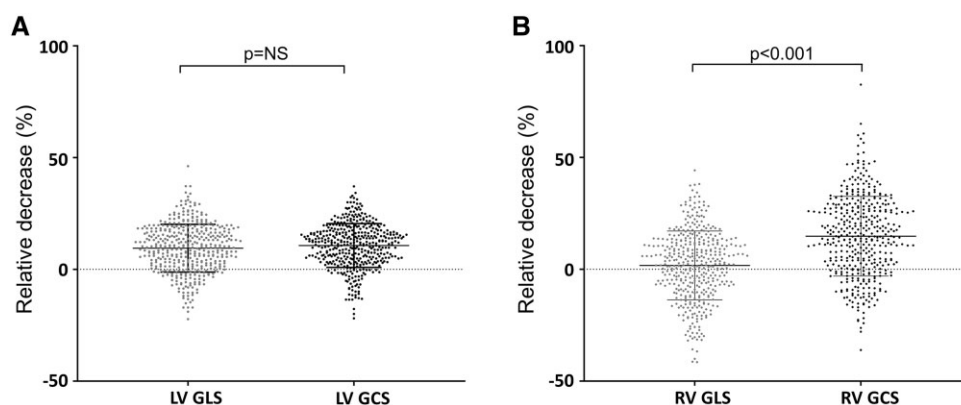 A
B
p=NS
p<0.001
Relative decrease (%)
100
50
0
-50
LV GLS
LV GCS
Relative decrease (%)
100
50
0
-50
RV GLS
RV GCS